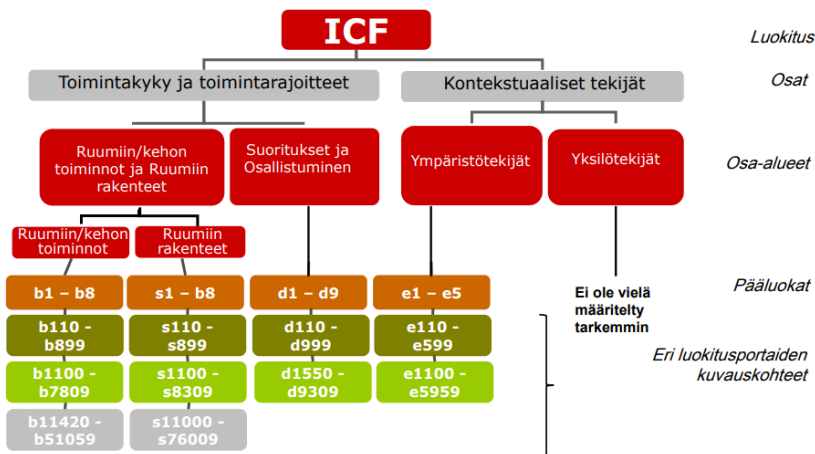 ICF
Luokitus
Toimintakyky ja toimintarajoitteet
Kontekstuaaliset tekijät
Osat
Ruumiin/kehon
toiminnot ja Ruumiin
rakenteet
Suoritukset ja
Osallistuminen
Ympäristötekijät
Yksilötekijät
Osa-alueet
Ruumiin/kehon
toiminnot
Ruumiin
rakenteet
b1 – b8
s1 – b8
d1 – d9
e1 – e5
Ei ole vielä
määritelty
tarkemmin
Pääluokat
b110 -
b899
s110 -
s899
d110 -
d999
e110 -
e599
Eri luokitusportaiden
kuvauskohteet
b1100 -
b7809
s1100 -
s8309
d1550 -
d9309
e1100 -
e5959
b11420 -
b51059
s11000 -
s76009